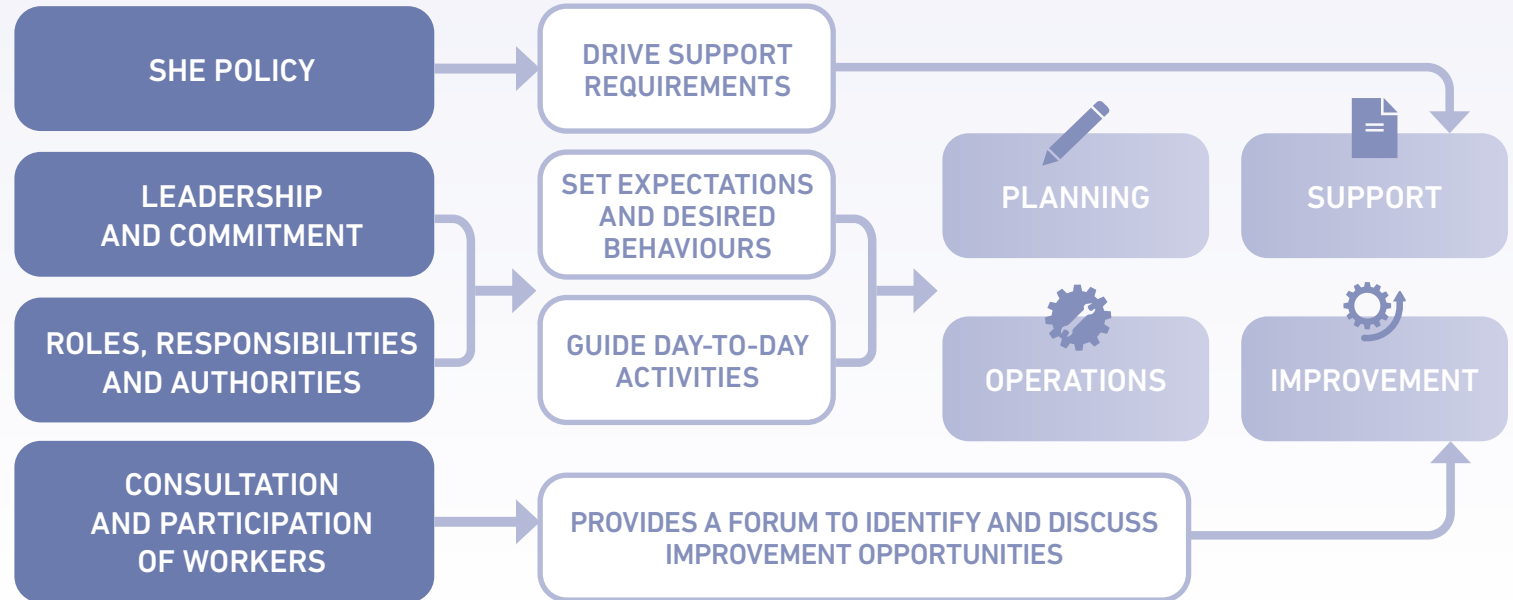 SHE POLICY
DRIVE SUPPORT
REQUIREMENTS
LEADERSHIP
AND COMMITMENT
SET EXPECTATIONS
AND DESIRED
BEHAVIOURS
PLANNING
SUPPORT
ROLES, RESPONSIBILITIES
AND AUTHORITIES
GUIDE DAY-TO-DAY
ACTIVITIES
OPERATIONS
IMPROVEMENT
CONSULTATION
AND PARTICIPATION
OF WORKERS
PROVIDES A FORUM TO IDENTIFY AND DISCUSS
IMPROVEMENT OPPORTUNITIES